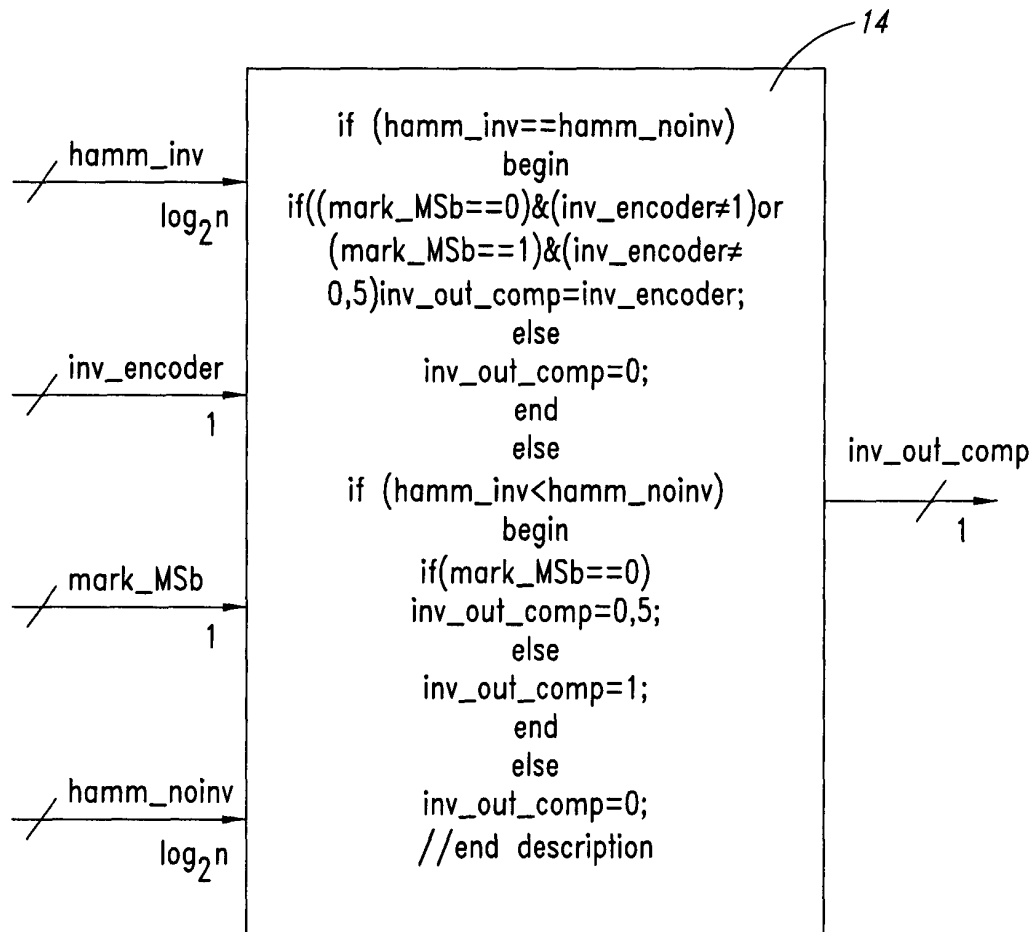 14
if (hamm_inv==hamm_noinv)
begin
if((mark_MSb==0)&(inv_encoder≠1)or
(mark_MSb==1)&(inv_encoder≠
0,5)inv_out_comp=inv_encoder;
else
inv_out_comp=0;
end
else
if (hamm_inv<hamm_noinv)
begin
if(mark_MSb==0)
inv_out_comp=0,5;
else
inv_out_comp=1;
end
else
inv_out_comp=0;
//end description
hamm_inv
log₂n
inv_encoder
1
mark_MSb
1
hamm_noinv
log₂n
inv_out_comp
1